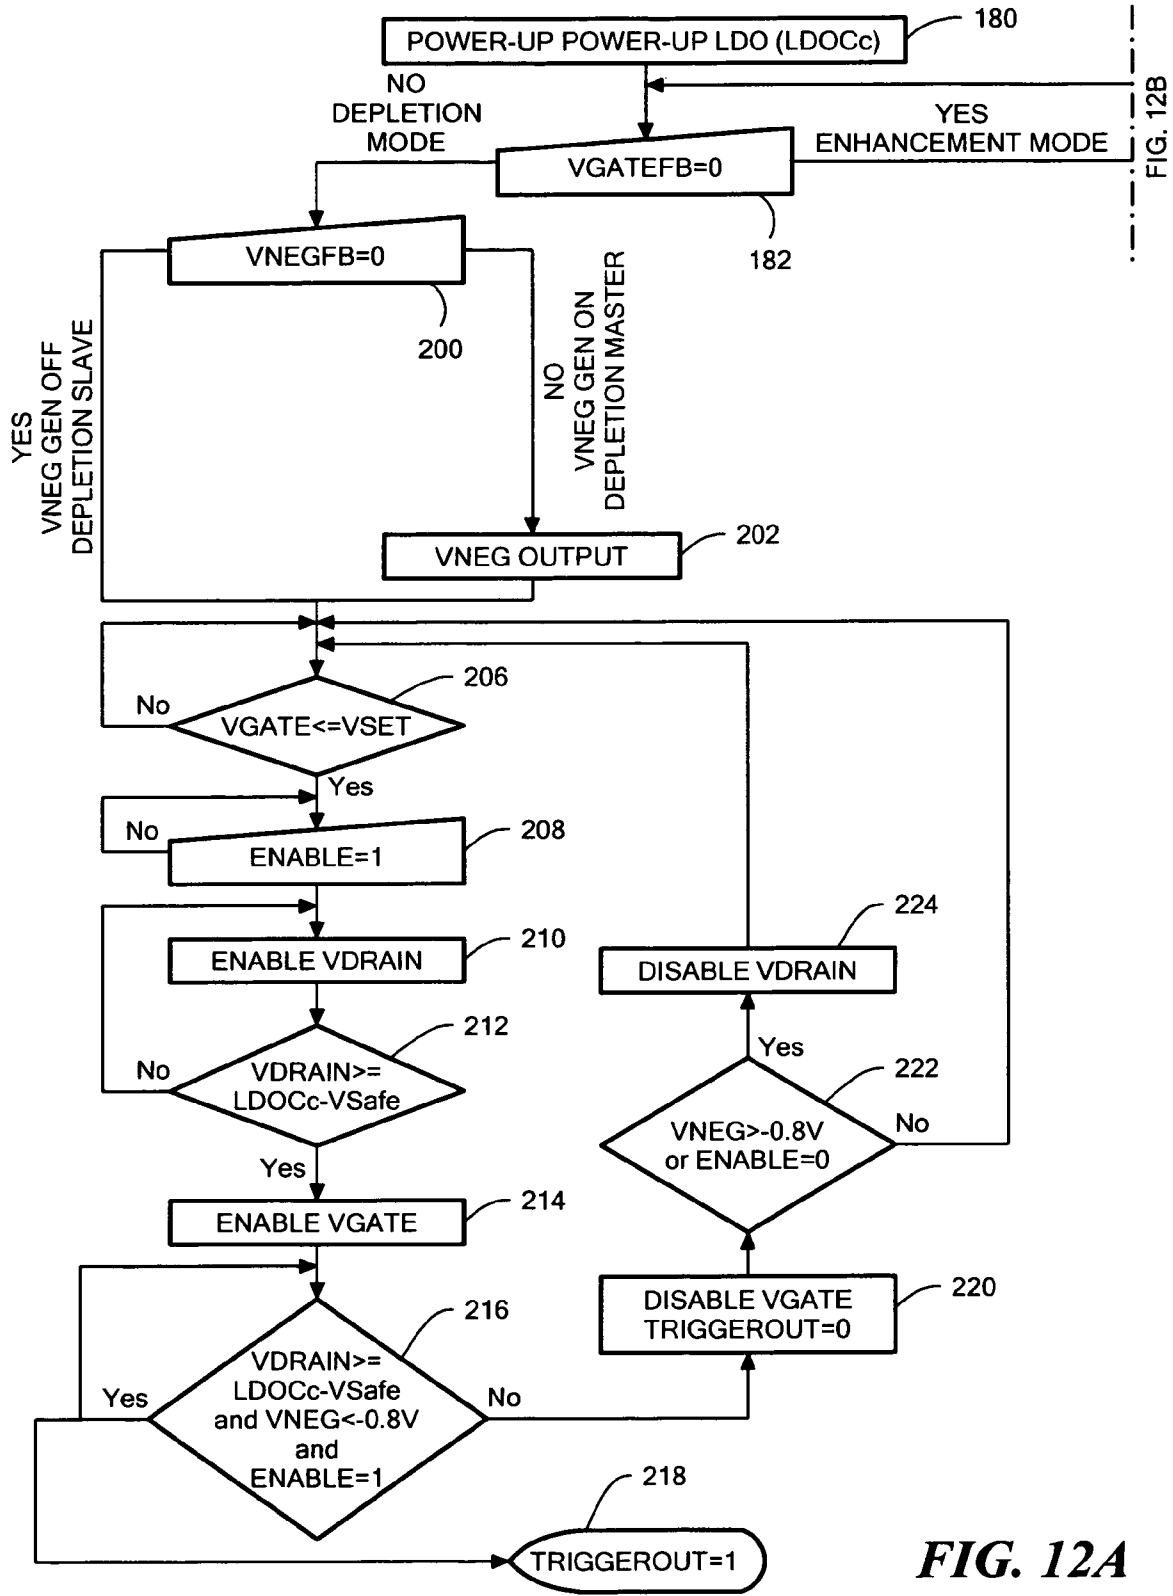 180
POWER-UP POWER-UP LDO (LDOCc)
NO
DEPLETION
MODE
YES
ENHANCEMENT MODE
FIG. 12B
VGATEFB=0
182
VNEGFB=0
200
YES
VNEG GEN OFF
DEPLETION SLAVE
NO
VNEG GEN ON
DEPLETION MASTER
VNEG OUTPUT
202
206
No
VGATE<=VSET
Yes
No
208
ENABLE=1
210
ENABLE VDRAIN
224
DISABLE VDRAIN
212
No
VDRAIN>=
LDOCc-VSafe
Yes
Yes
222
VNEG>-0.8V
or ENABLE=0
No
214
ENABLE VGATE
220
DISABLE VGATE
TRIGGEROUT=0
216
VDRAIN>=
LDOCc-VSafe
and VNEG<-0.8V
and
ENABLE=1
Yes
No
218
TRIGGEROUT=1
FIG. 12A